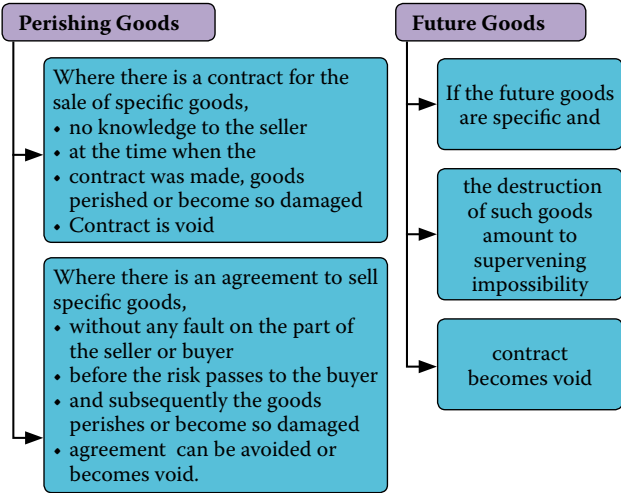 Perishing Goods
Where there is a contract for the
sale of specific goods,
• no knowledge to the seller
• at the time when the
• contract was made, goods
perished or become so damaged
• Contract is void
Where there is an agreement to sell
specific goods,
• without any fault on the part of
the seller or buyer
• before the risk passes to the buyer
• and subsequently the goods
perishes or become so damaged
• agreement can be avoided or
becomes void.
Future Goods
If the future goods
are specific and
the destruction
of such goods
amount to
supervening
impossibility
contract
becomes void